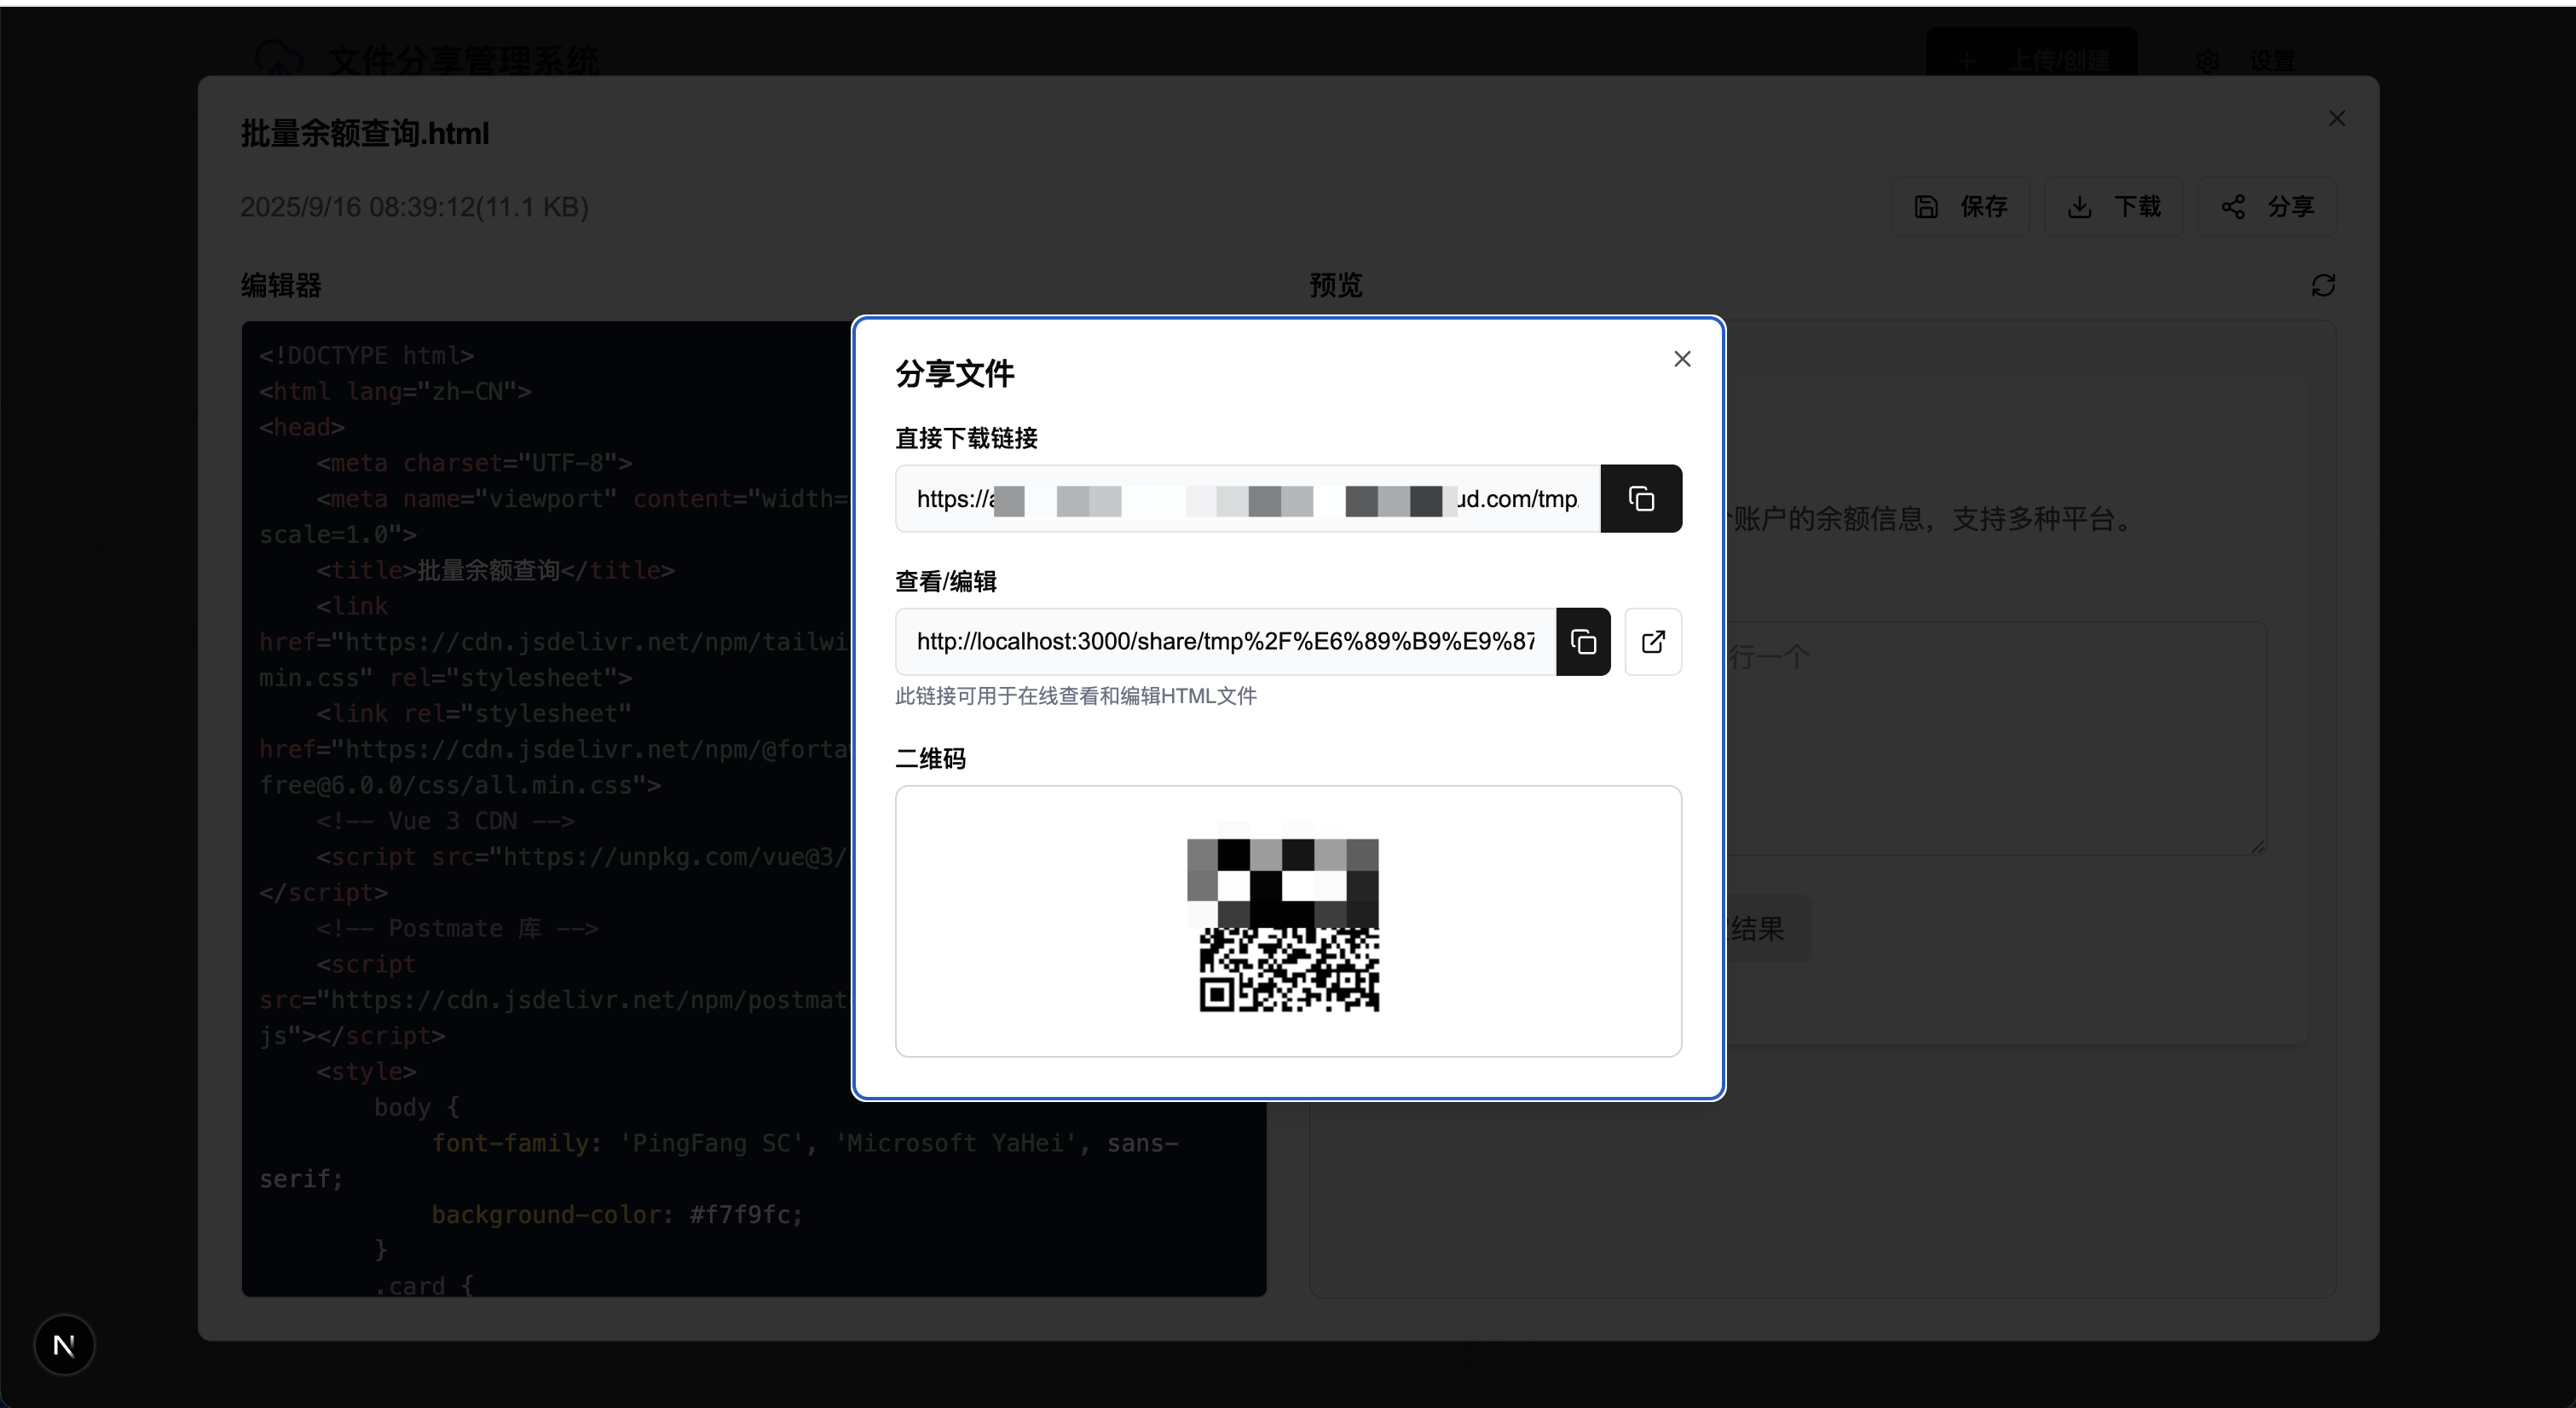 文件分享管理系统
上传/创建
设置
批量余额查询.html
2025/9/16 08:39:12(11.1 KB)
保存
下载
分享
编辑器
预览
<!DOCTYPE html>
<html lang="zh-CN">
<head>
<meta charset="UTF-8">
<meta name="viewport" content="width=
scale=1.0">
<title>批量余额查询</title>
<link
href="https://cdn.jsdelivr.net/npm/tailwi
min.css" rel="stylesheet">
<link rel="stylesheet"
href="https://cdn.jsdelivr.net/npm/@forta
free@6.0.0/css/all.min.css">
<!-- Vue 3 CDN -->
<script src="https://unpkg.com/vue@3/
</script>
<!-- Postmate 库 -->
<script
src="https://cdn.jsdelivr.net/npm/postmat
js"></script>
<style>
body {
font-family: 'PingFang SC', 'Microsoft YaHei', sans-
serif;
background-color: #f7f9fc;
}
.card {
分享文件
直接下载链接
https://
ud.com/tmp
查看/编辑
http://localhost:3000/share/tmp%2F%E6%89%B9%E9%87
此链接可用于在线查看和编辑HTML文件
二维码
账户的余额信息，支持多种平台。
行一个
结果
N